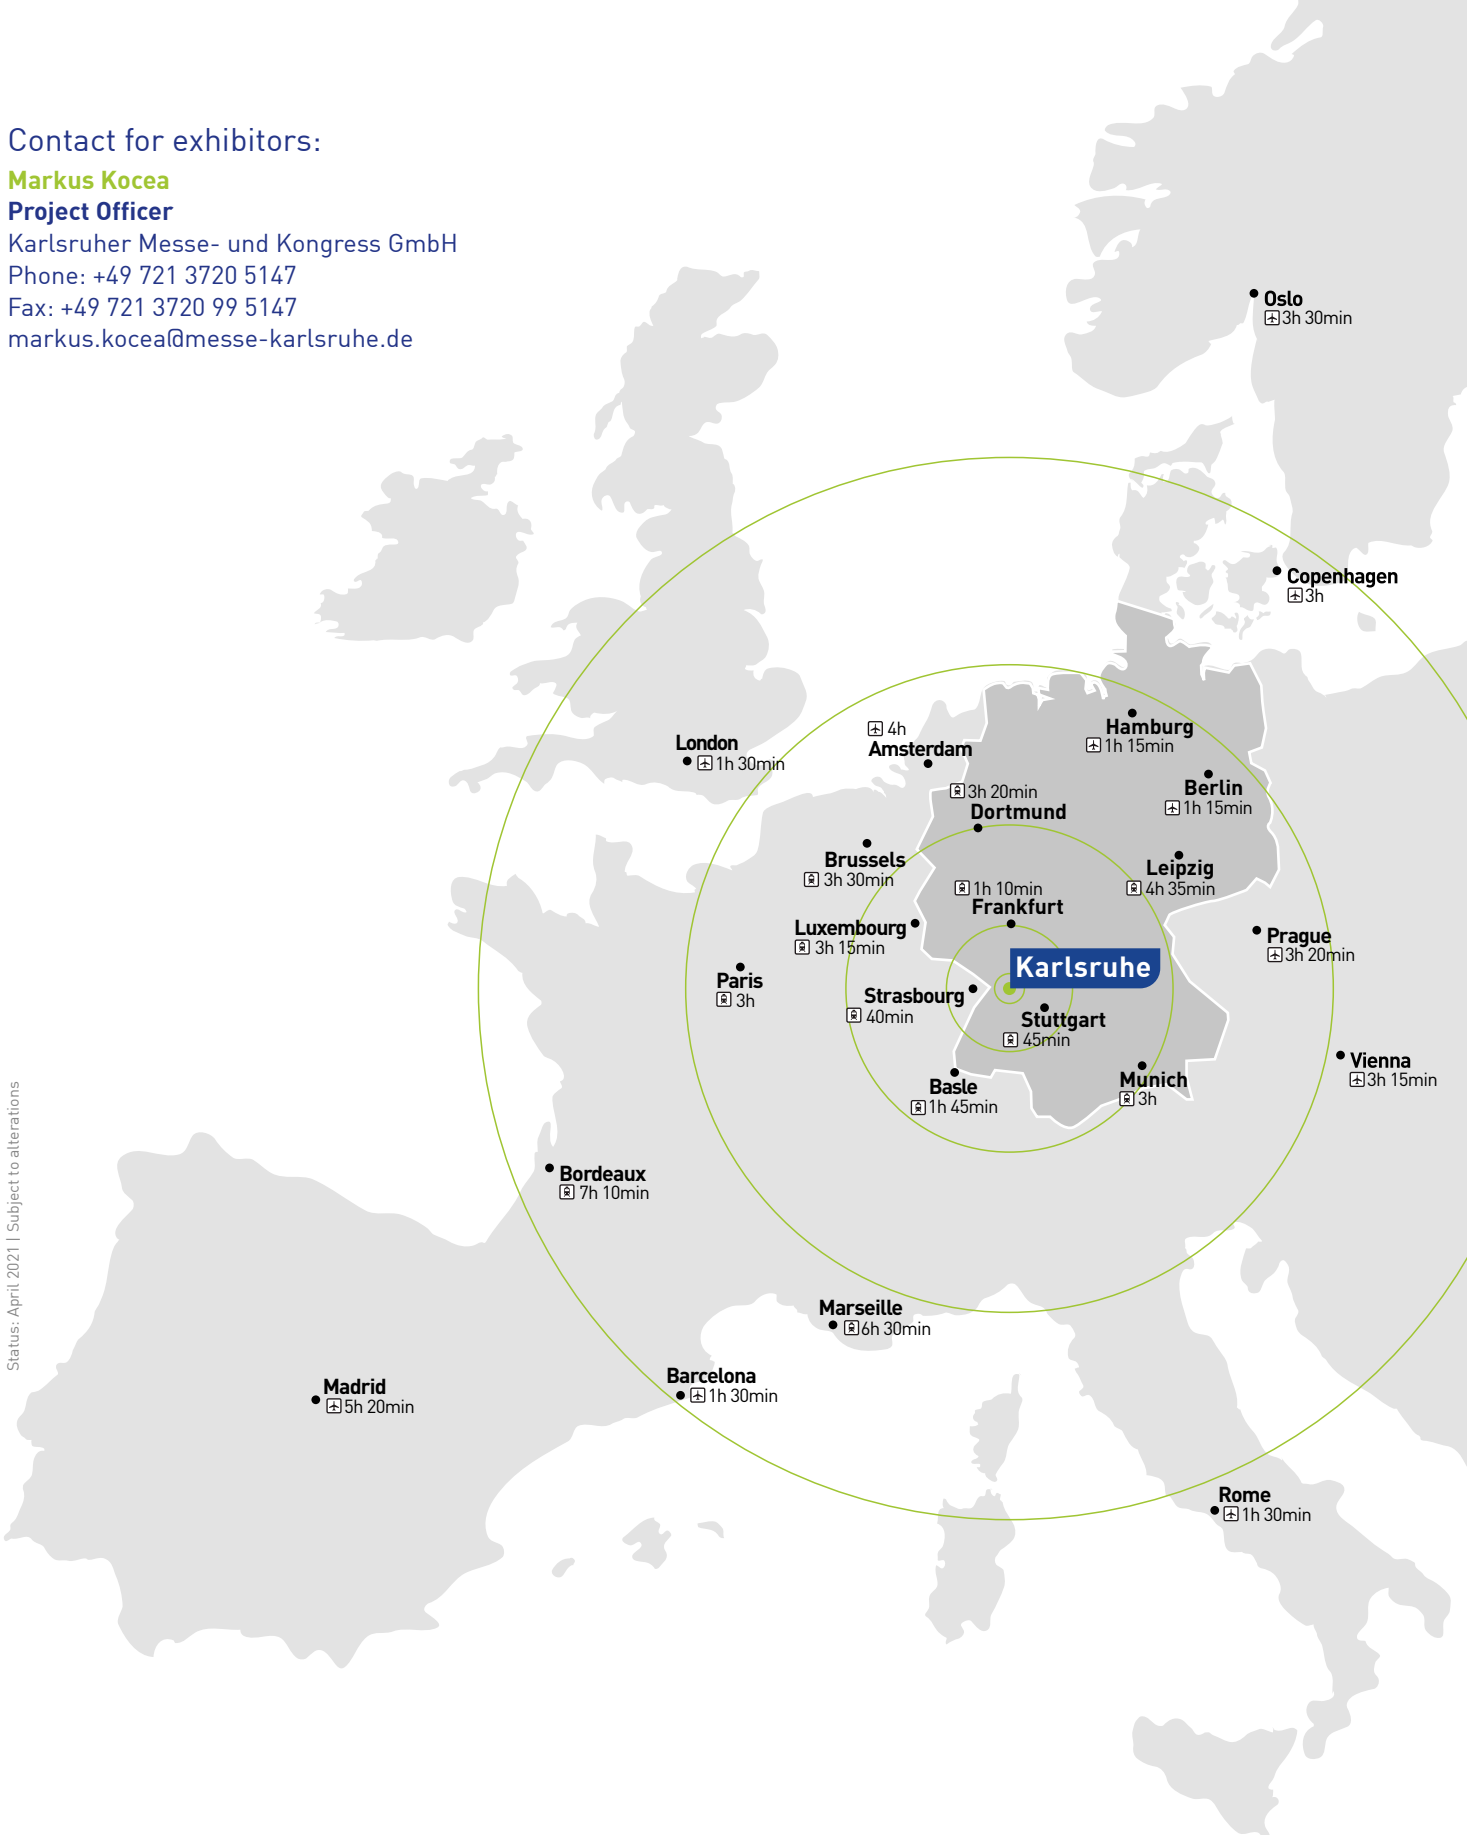 Contact for exhibitors:
Markus Kocea
Project Officer
Karlsruher Messe- und Kongress GmbH
Phone: +49 721 3720 5147
Fax: +49 721 3720 99 5147
markus.kocea@messe-karlsruhe.de
Oslo
3h 30min
Copenhagen
3h
Hamburg
1h 15min
London
1h 30min
4h
Amsterdam
Berlin
1h 15min
3h 20min
Dortmund
Brussels
3h 30min
Leipzig
4h 35min
1h 10min
Frankfurt
Luxembourg
3h 15min
Prague
3h 20min
Karlsruhe
Paris
3h
Strasbourg
40min
Stuttgart
45min
Vienna
3h 15min
Basle
1h 45min
Munich
3h
Bordeaux
7h 10min
Marseille
6h 30min
Barcelona
1h 30min
Madrid
5h 20min
Rome
1h 30min
Status: April 2021 | Subject to alterations